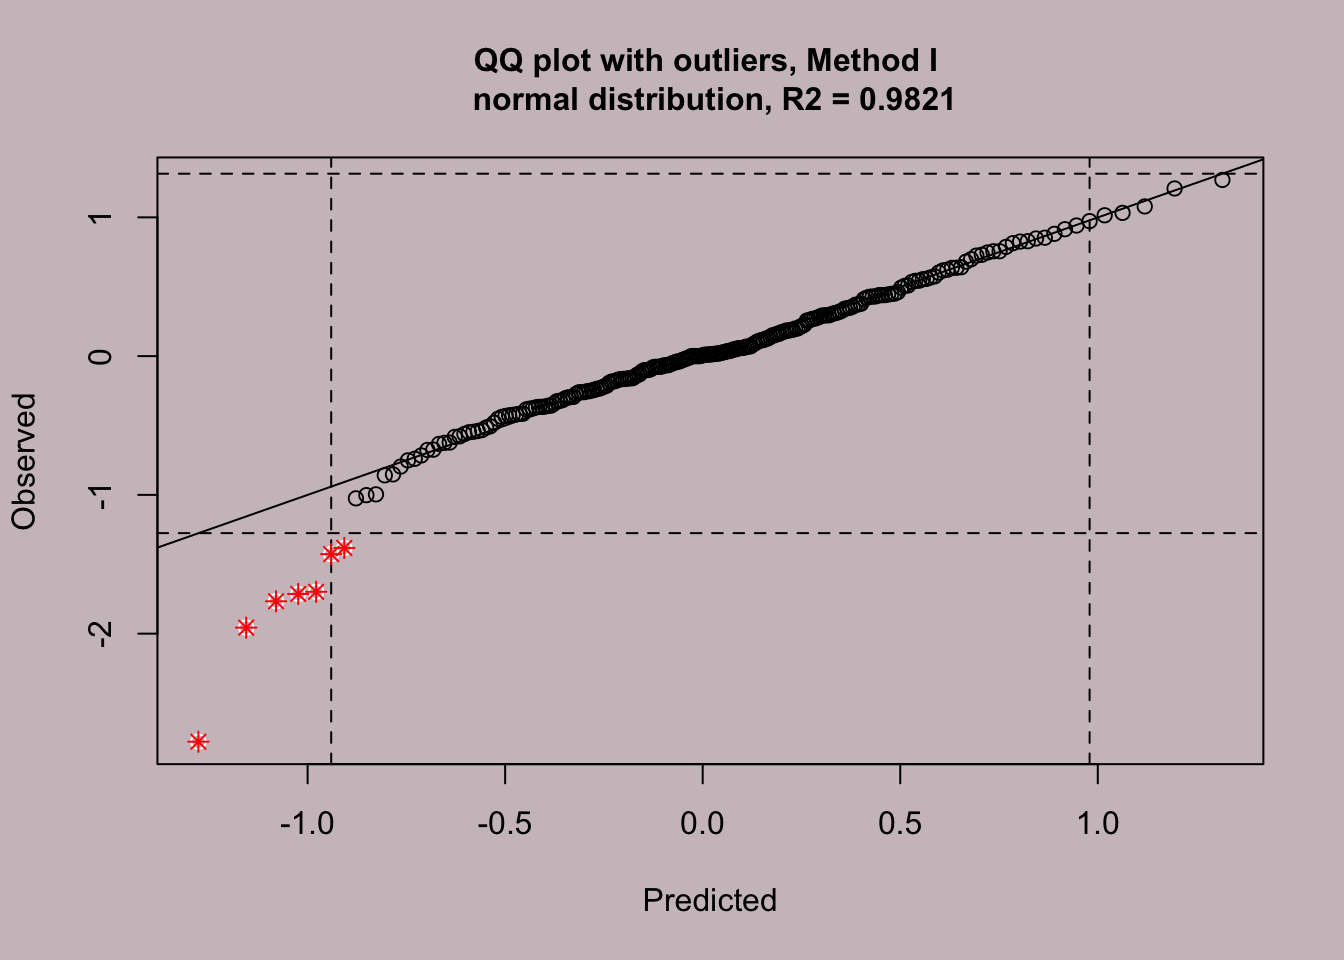 QQ plot with outliers, Method I
normal distribution, R2 = 0.9821
Observed
1
0
-1
-2
-1.0 -0.5 0.0 0.5 1.0
Predicted